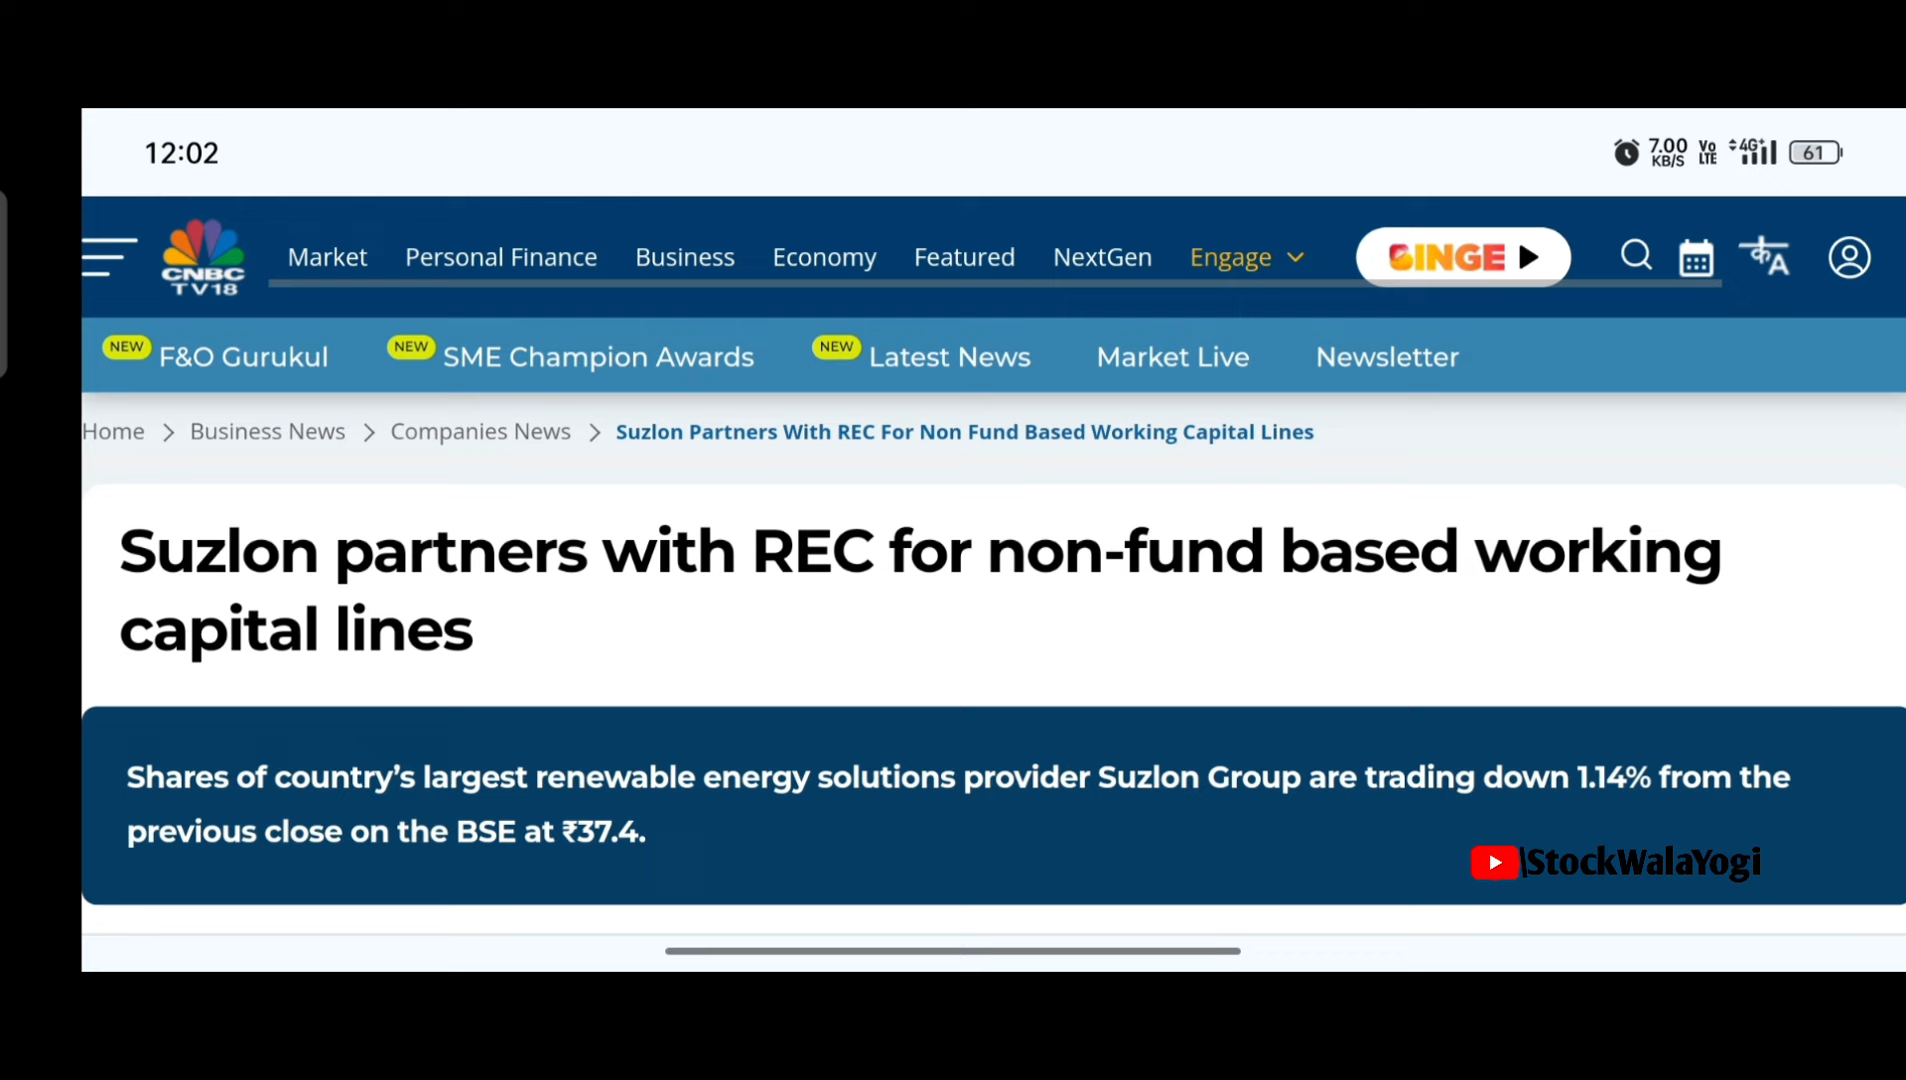 12:02
7.00 KB/S Vo LTE 4G+ 61
CNBC TV18 Market Personal Finance Business Economy Featured NextGen Engage BINGE क A
NEW F&O Gurukul NEW SME Champion Awards NEW Latest News Market Live Newsletter
Home > Business News > Companies News > Suzlon Partners With REC For Non Fund Based Working Capital Lines
Suzlon partners with REC for non-fund based working
capital lines
Shares of country’s largest renewable energy solutions provider Suzlon Group are trading down 1.14% from the
previous close on the BSE at ₹37.4.
\StockWalaYogi